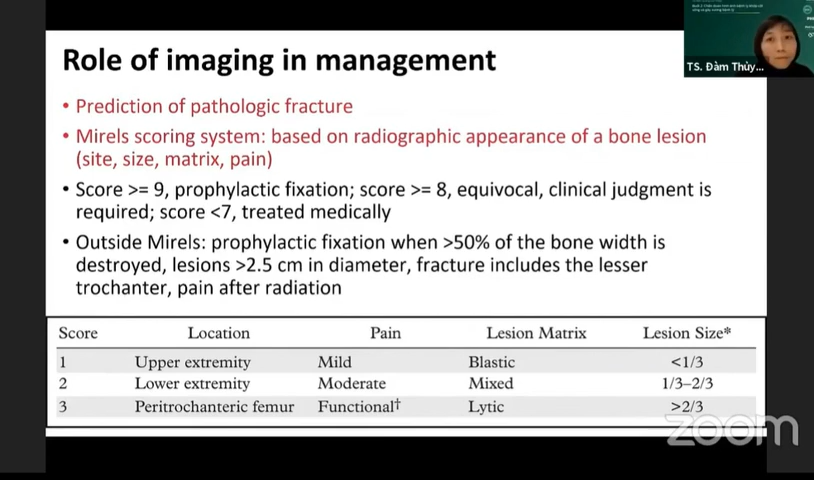 Role of imaging in management
• Prediction of pathologic fracture
• Mirels scoring system: based on radiographic appearance of a bone lesion
(site, size, matrix, pain)
• Score >= 9, prophylactic fixation; score >= 8, equivocal, clinical judgment is
required; score <7, treated medically
• Outside Mirels: prophylactic fixation when >50% of the bone width is
destroyed, lesions >2.5 cm in diameter, fracture includes the lesser
trochanter, pain after radiation
Score Location Pain Lesion Matrix Lesion Size*
1 Upper extremity Mild Blastic <1/3
2 Lower extremity Moderate Mixed 1/3–2/3
3 Peritrochanteric femur Functional† Lytic >2/3
TS. Đàm Thủy...
zoom